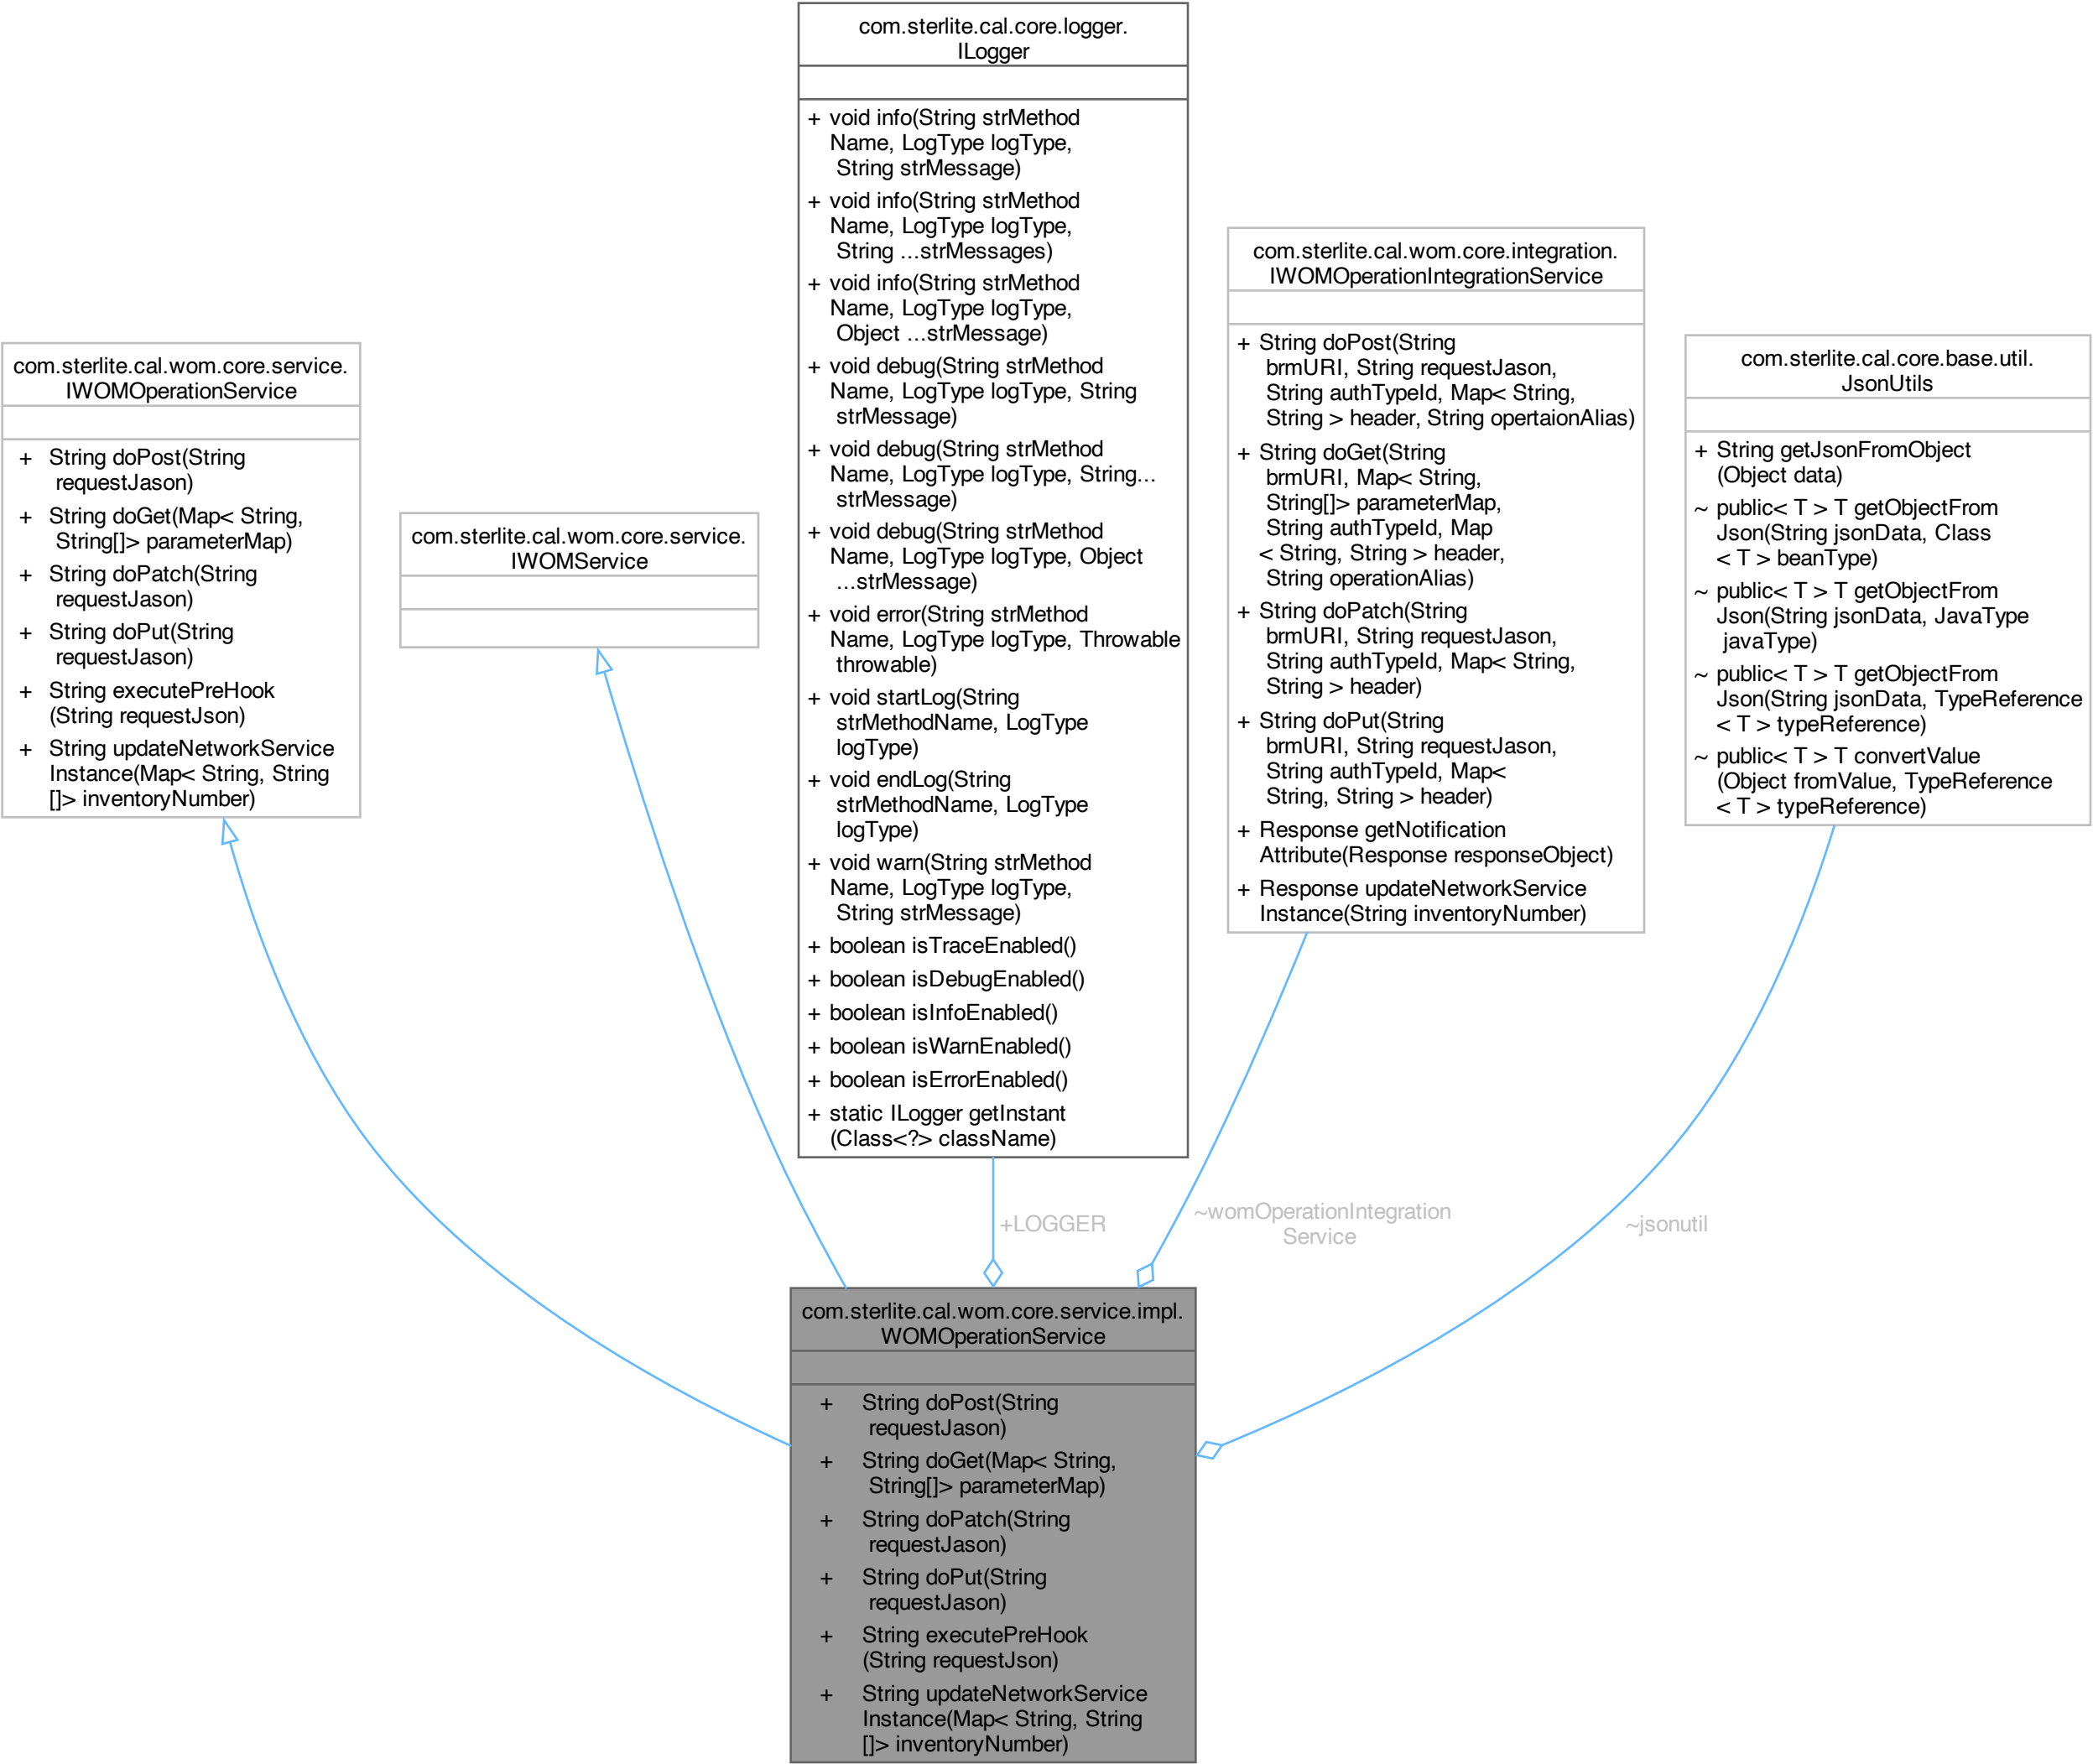 com.sterlite.cal.core.logger.
ILogger
+ void info(String strMethod
Name, LogType logType,
String strMessage)
+ void info(String strMethod
Name, LogType logType,
String ...strMessages)
+ void info(String strMethod
Name, LogType logType,
Object ...strMessage)
+ void debug(String strMethod
Name, LogType logType, String
strMessage)
+ void debug(String strMethod
Name, LogType logType, String...
strMessage)
+ void debug(String strMethod
Name, LogType logType, Object
...strMessage)
+ void error(String strMethod
Name, LogType logType, Throwable
throwable)
+ void startLog(String
strMethodName, LogType
logType)
+ void endLog(String
strMethodName, LogType
logType)
+ void warn(String strMethod
Name, LogType logType,
String strMessage)
+ boolean isTraceEnabled()
+ boolean isDebugEnabled()
+ boolean isInfoEnabled()
+ boolean isWarnEnabled()
+ boolean isErrorEnabled()
+ static ILogger getInstant
(Class<?> className)
com.sterlite.cal.wom.core.integration.
IWOMOperationIntegrationService
+ String doPost(String
brmURI, String requestJason,
String authTypeId, Map< String,
String > header, String opertaionAlias)
+ String doGet(String
brmURI, Map< String,
String[]> parameterMap,
String authTypeId, Map
< String, String > header,
String operationAlias)
+ String doPatch(String
brmURI, String requestJason,
String authTypeId, Map< String,
String > header)
+ String doPut(String
brmURI, String requestJason,
String authTypeId, Map<
String, String > header)
+ Response getNotification
Attribute(Response responseObject)
+ Response updateNetworkService
Instance(String inventoryNumber)
com.sterlite.cal.core.base.util.
JsonUtils
+ String getJsonFromObject
(Object data)
~ public< T > T getObjectFrom
Json(String jsonData, Class
< T > beanType)
~ public< T > T getObjectFrom
Json(String jsonData, JavaType
javaType)
~ public< T > T getObjectFrom
Json(String jsonData, TypeReference
< T > typeReference)
~ public< T > T convertValue
(Object fromValue, TypeReference
< T > typeReference)
com.sterlite.cal.wom.core.service.
IWOMOperationService
+ String doPost(String
requestJason)
+ String doGet(Map< String,
String[]> parameterMap)
+ String doPatch(String
requestJason)
+ String doPut(String
requestJason)
+ String executePreHook
(String requestJson)
+ String updateNetworkService
Instance(Map< String, String
[]> inventoryNumber)
com.sterlite.cal.wom.core.service.
IWOMService
+LOGGER
~womOperationIntegration
Service
~jsonutil
com.sterlite.cal.wom.core.service.impl.
WOMOperationService
+ String doPost(String
requestJason)
+ String doGet(Map< String,
String[]> parameterMap)
+ String doPatch(String
requestJason)
+ String doPut(String
requestJason)
+ String executePreHook
(String requestJson)
+ String updateNetworkService
Instance(Map< String, String
[]> inventoryNumber)